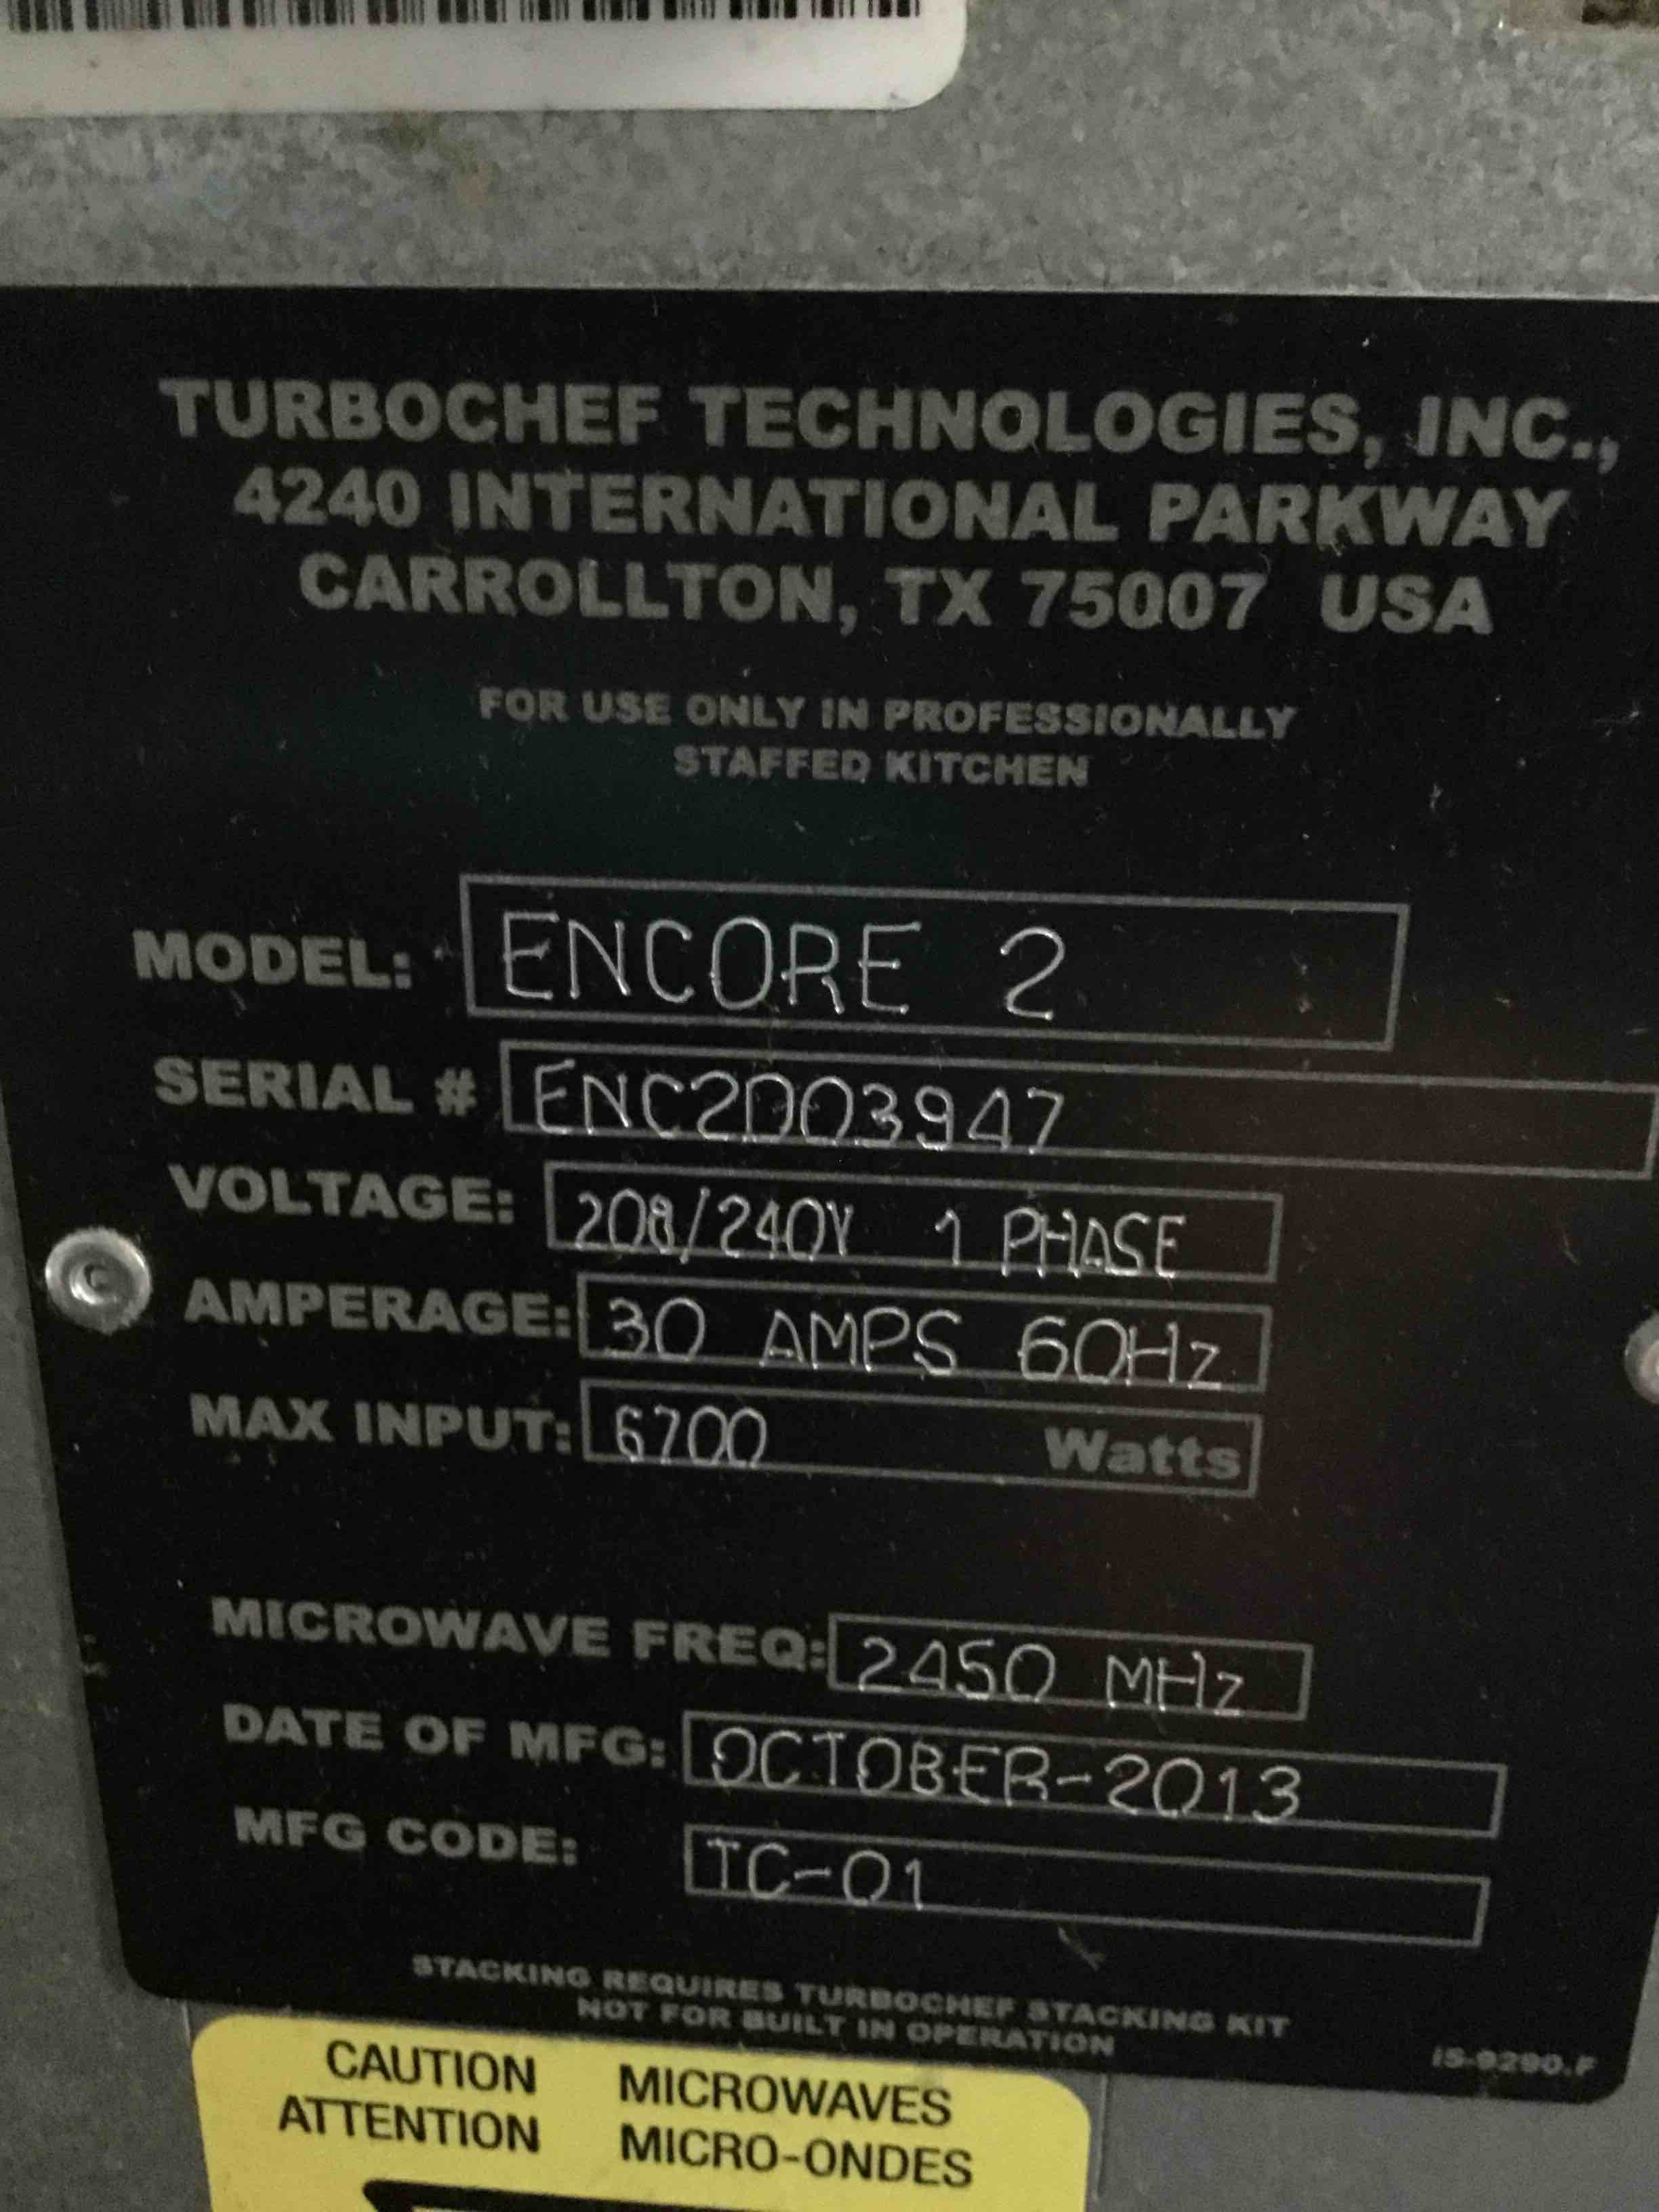 TURBOCHEF TECHNOLOGIES, INC.,
4240 INTERNATIONAL PARKWAY
CARROLLTON, TX 75007 USA
FOR USE ONLY IN PROFESSIONALLY
STAFFED KITCHEN
MODEL: ENCORE 2
SERIAL # ENC2D03947
VOLTAGE: 208/240V 1 PHASE
AMPERAGE: 30 AMPS 60Hz
MAX INPUT: 6700 Watts
MICROWAVE FREQ: 2450 MHz
DATE OF MFG: OCTOBER-2013
MFG CODE: TC-01
STACKING REQUIRES TURBOCHEF STACKING KIT
NOT FOR BUILT IN OPERATION
IS-9290.F
CAUTION MICROWAVES
ATTENTION MICRO-ONDES